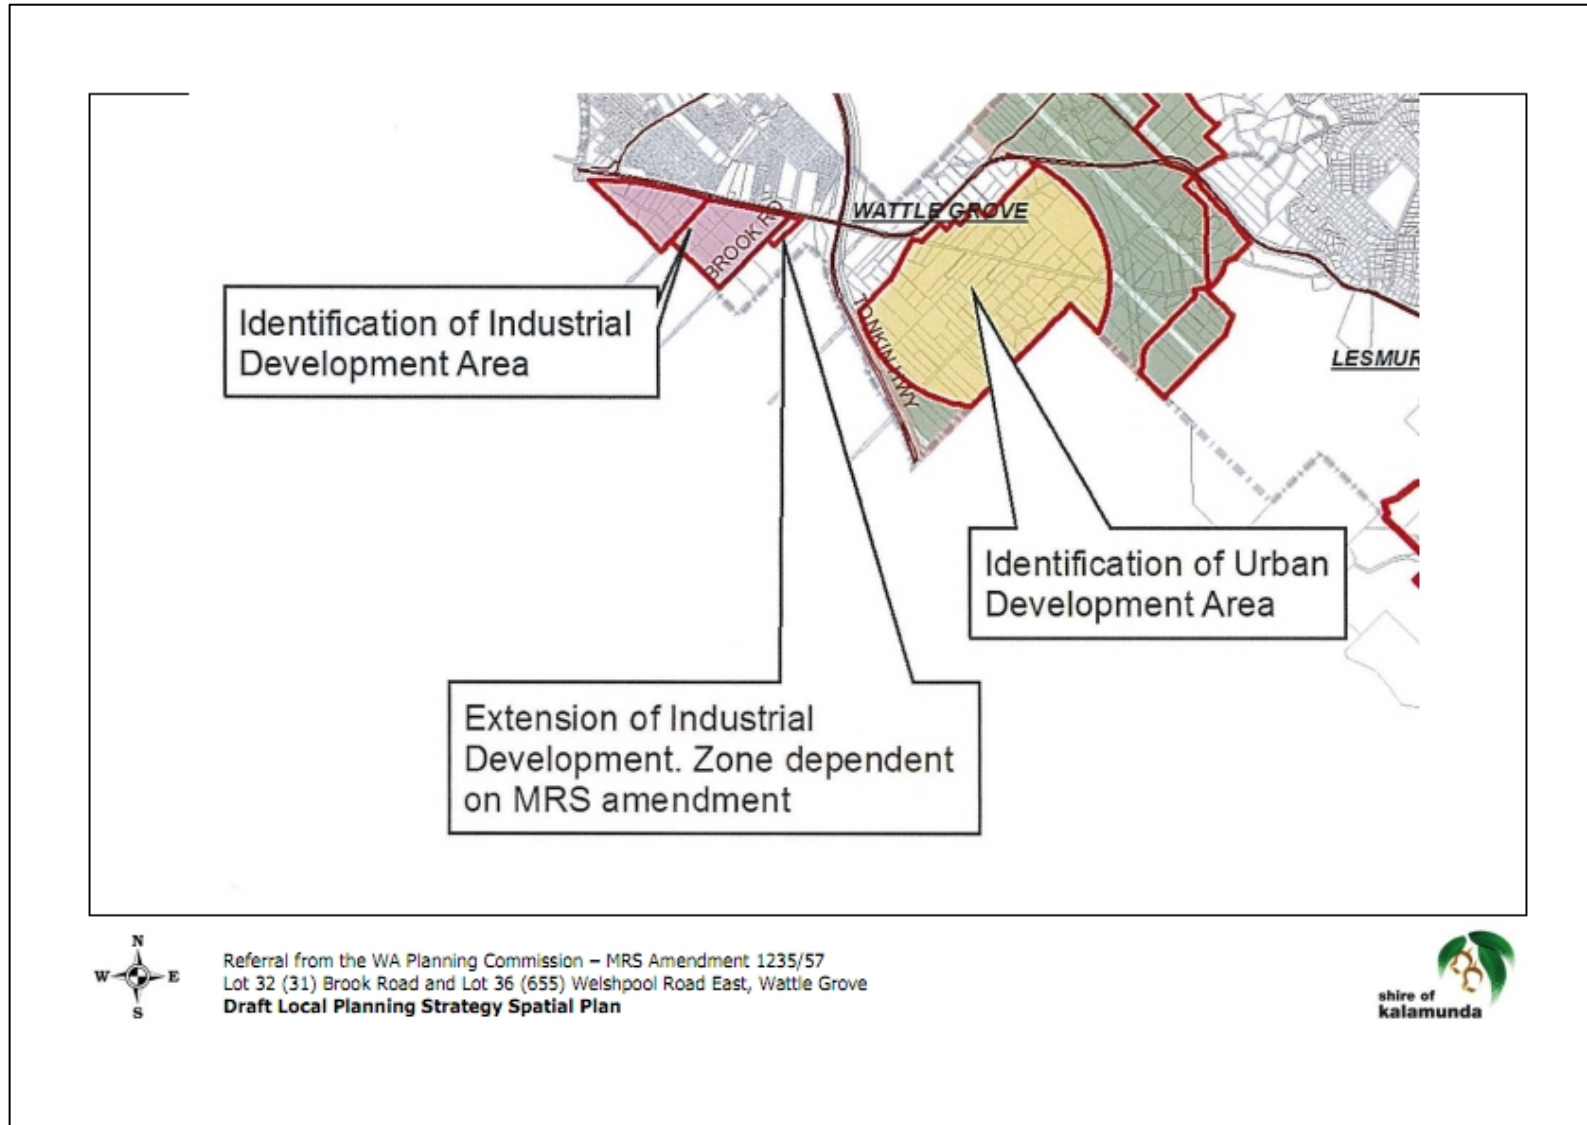 WATTLE GROVE
BROOK RD
TONKIN HWY
LESMUR
Identification of Industrial
Development Area
Identification of Urban
Development Area
Extension of Industrial
Development. Zone dependent
on MRS amendment
N
W E
S
Referral from the WA Planning Commission – MRS Amendment 1235/57
Lot 32 (31) Brook Road and Lot 36 (655) Welshpool Road East, Wattle Grove
Draft Local Planning Strategy Spatial Plan
shire of
kalamunda